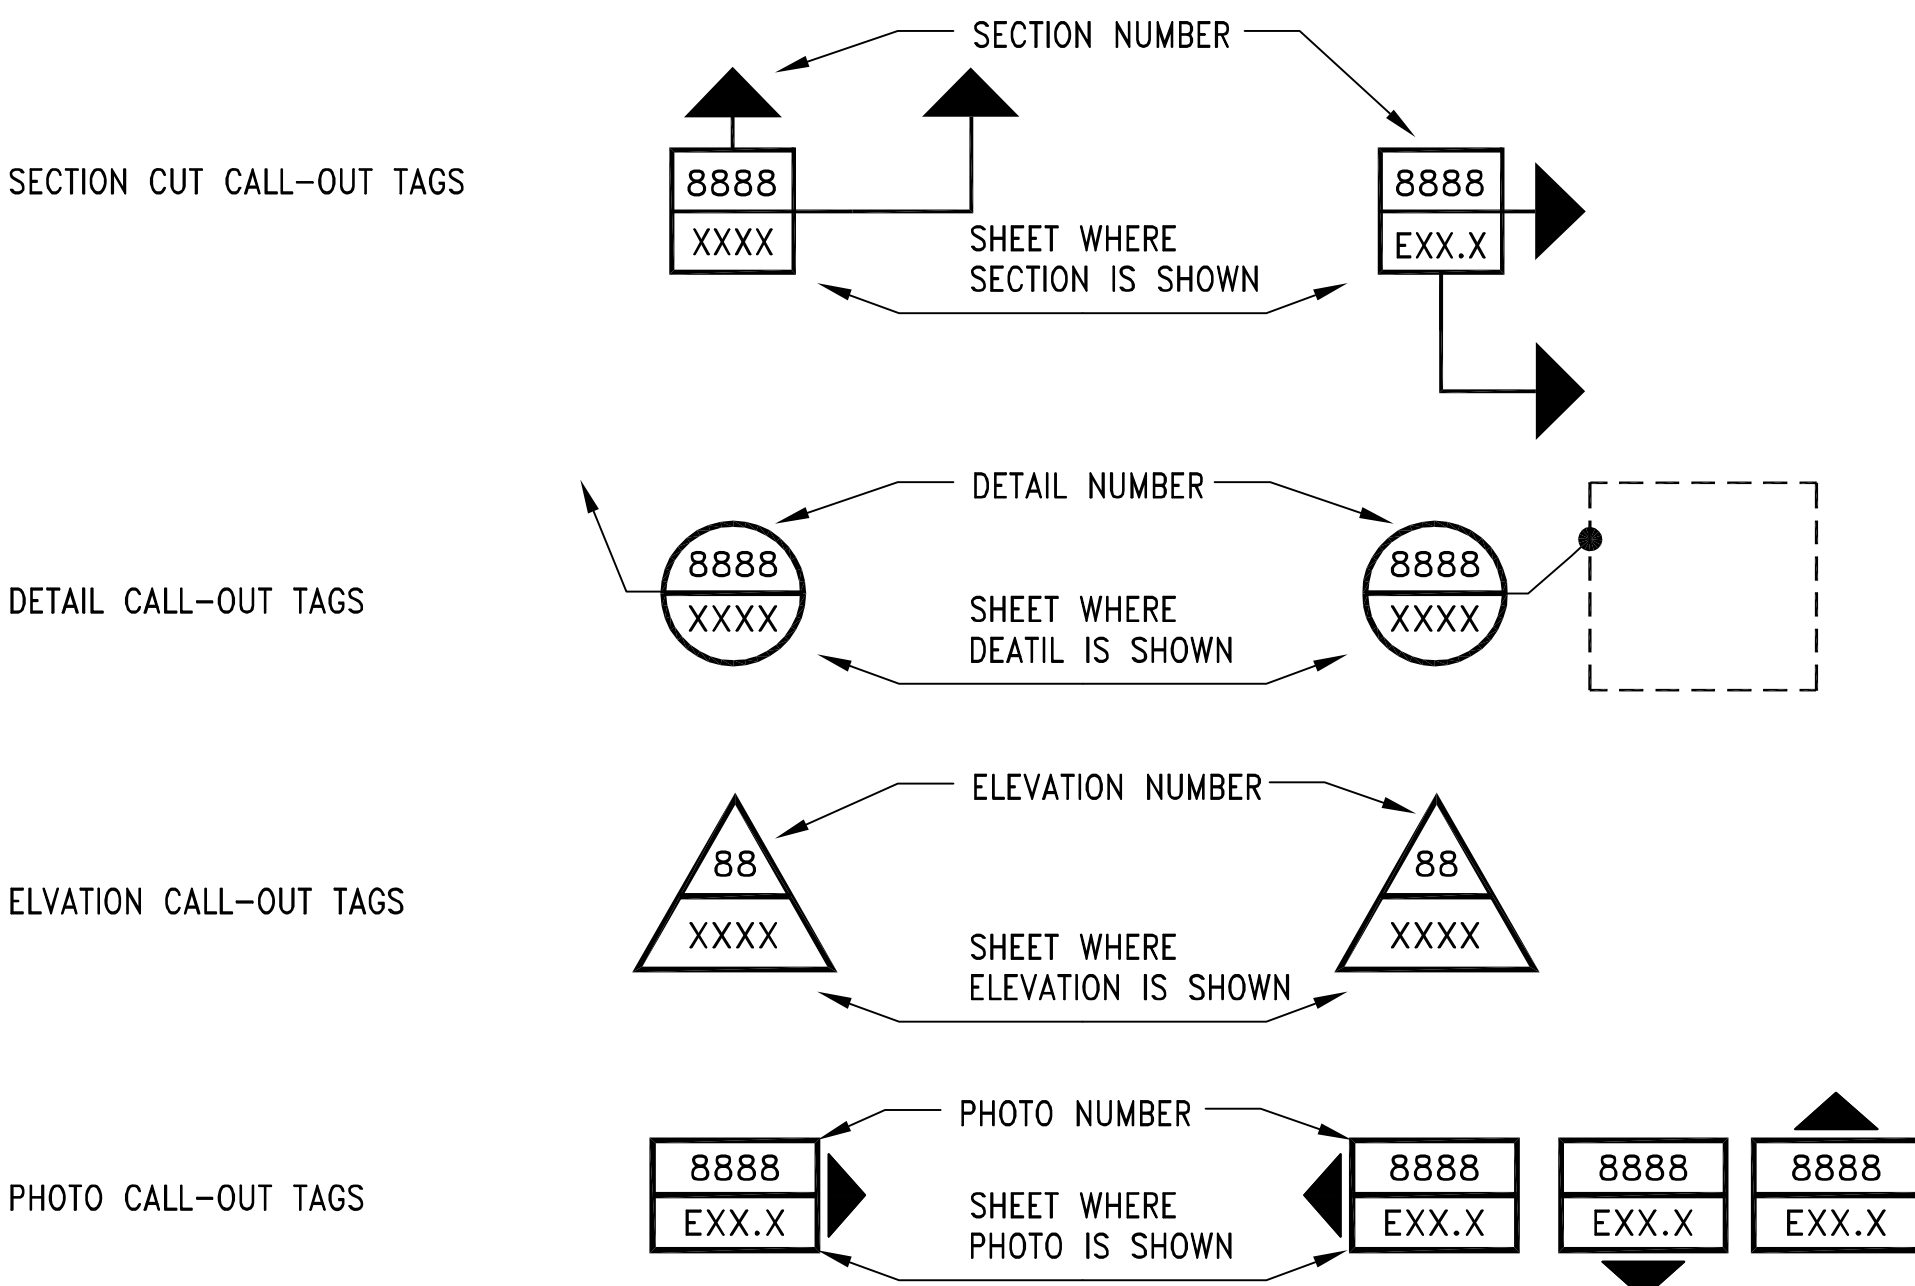 SECTION NUMBER
SECTION CUT CALL-OUT TAGS
8888
XXXX
SHEET WHERE
SECTION IS SHOWN
8888
EXX.X
DETAIL NUMBER
DETAIL CALL-OUT TAGS
8888
XXXX
SHEET WHERE
DEATIL IS SHOWN
8888
XXXX
ELEVATION NUMBER
ELVATION CALL-OUT TAGS
88
XXXX
SHEET WHERE
ELEVATION IS SHOWN
88
XXXX
PHOTO NUMBER
PHOTO CALL-OUT TAGS
8888
EXX.X
SHEET WHERE
PHOTO IS SHOWN
8888
EXX.X
8888
EXX.X
8888
EXX.X